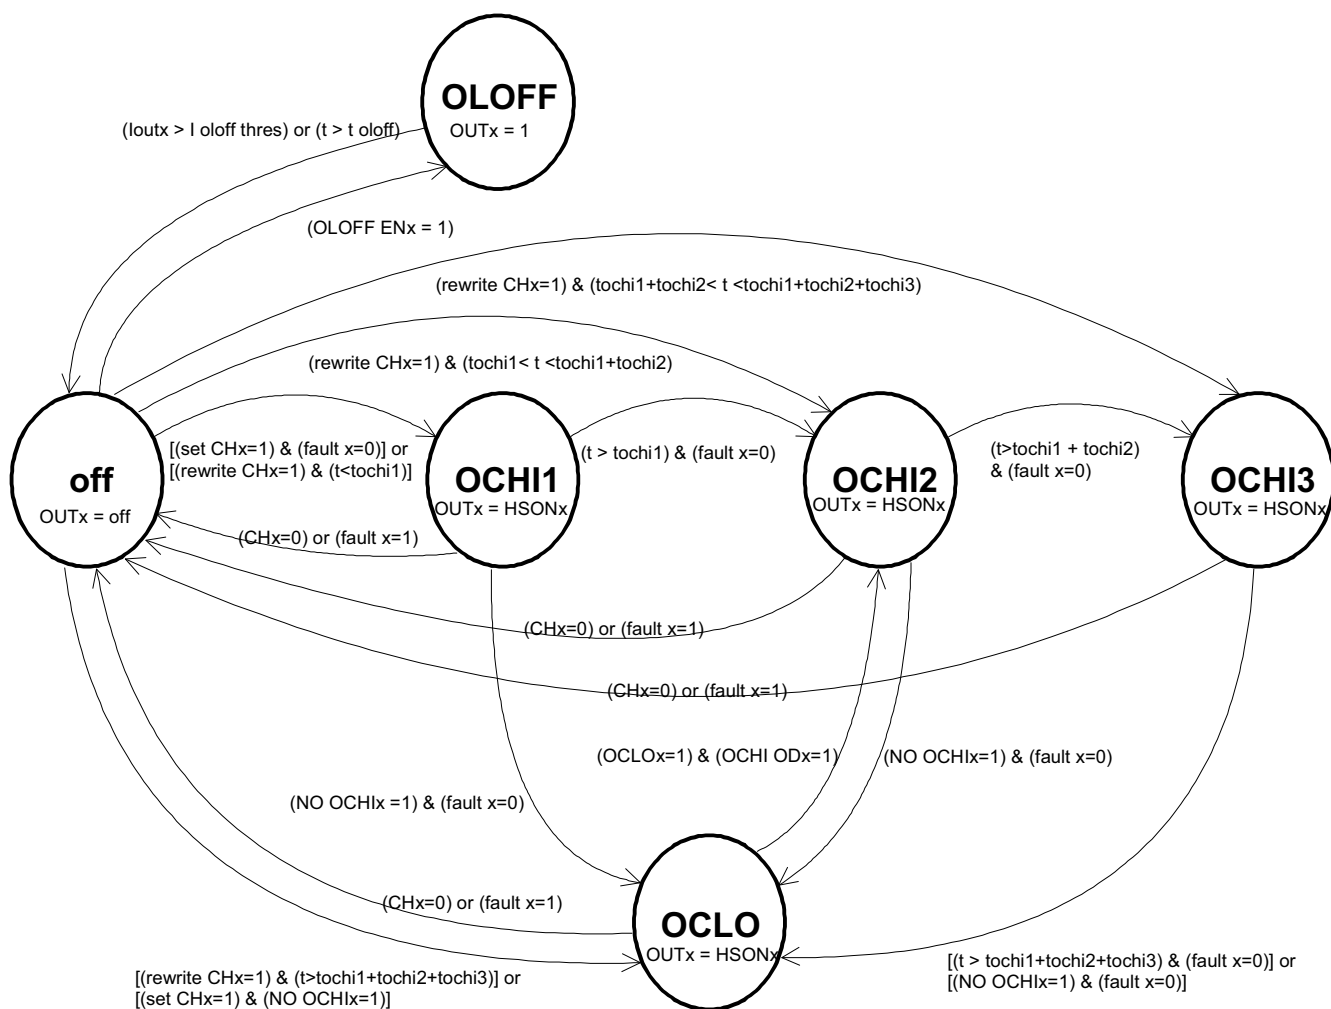 OLOFF
OUTx = 1
(Ioutx > I oloff thres) or (t > t oloff)
(OLOFF ENx = 1)
(rewrite CHx=1) & (tochi1+tochi2< t <tochi1+tochi2+tochi3)
(rewrite CHx=1) & (tochi1< t <tochi1+tochi2)
[(set CHx=1) & (fault x=0)] or
[(rewrite CHx=1) & (t<tochi1)]
(t > tochi1) & (fault x=0)
(t>tochi1 + tochi2)
& (fault x=0)
off
OUTx = off
OCHI1
OUTx = HSONx
OCHI2
OUTx = HSONx
OCHI3
OUTx = HSONx
(CHx=0) or (fault x=1)
(CHx=0) or (fault x=1)
(CHx=0) or (fault x=1)
(OCLOx=1) & (OCHI ODx=1)
(NO OCHIx=1) & (fault x=0)
(NO OCHIx =1) & (fault x=0)
(CHx=0) or (fault x=1)
OCLO
OUTx = HSONx
[(rewrite CHx=1) & (t>tochi1+tochi2+tochi3)] or
[(set CHx=1) & (NO OCHIx=1)]
[(t > tochi1+tochi2+tochi3) & (fault x=0)] or
[(NO OCHIx=1) & (fault x=0)]